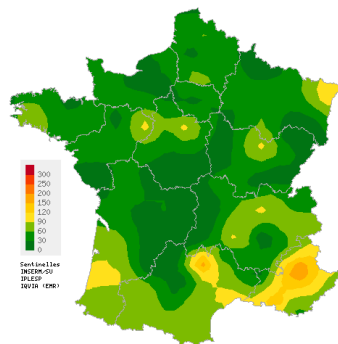 300
250
200
150
120
90
60
30
0
Sentinelles
INSERM/SU
IPLESP
IQVIA (EMR)